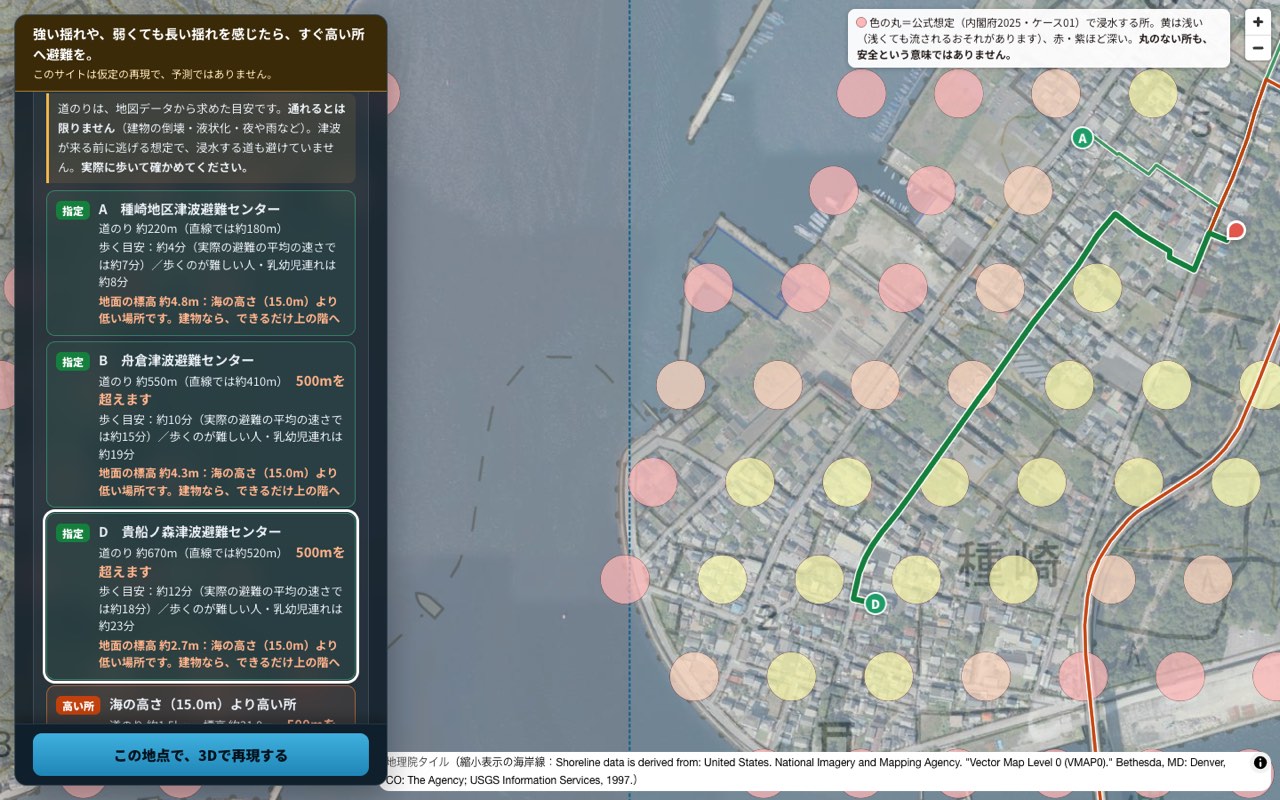 強い揺れや、弱くても長い揺れを感じたら、すぐ高い所
へ避難を。
このサイトは仮定の再現で、予測ではありません。
道のりは、地図データから求めた目安です。通れるとは
限りません（建物の倒壊・液状化・夜や雨など）。津波
が来る前に逃げる想定で、浸水する道も避けていませ
ん。実際に歩いて確かめてください。
指定 A 種崎地区津波避難センター
道のり 約220m（直線では約180m）
歩く目安：約4分（実際の避難の平均の速さで
は約7分）／歩くのが難しい人・乳幼児連れは
約8分
地面の標高 約4.8m：海の高さ（15.0m）より
低い場所です。建物なら、できるだけ上の階へ
指定 B 舟倉津波避難センター
道のり 約550m（直線では約410m） 500mを
超えます
歩く目安：約10分（実際の避難の平均の速さで
は約15分）／歩くのが難しい人・乳幼児連れは
約19分
地面の標高 約4.3m：海の高さ（15.0m）より
低い場所です。建物なら、できるだけ上の階へ
指定 D 貴船ノ森津波避難センター
道のり 約670m（直線では約520m） 500mを
超えます
歩く目安：約12分（実際の避難の平均の速さで
は約18分）／歩くのが難しい人・乳幼児連れは
約23分
地面の標高 約2.7m：海の高さ（15.0m）より
低い場所です。建物なら、できるだけ上の階へ
高い所 海の高さ（15.0m）より高い所
この地点で、3Dで再現する
色の丸＝公式想定（内閣府2025・ケース01）で浸水する所。黄は浅い
（浅くても流されるおそれがあります）、赤・紫ほど深い。丸のない所も、
安全という意味ではありません。
+
−
A
種崎
D
2
地理院タイル（縮小表示の海岸線：Shoreline data is derived from: United States. National Imagery and Mapping Agency. "Vector Map Level 0 (VMAP0)." Bethesda, MD: Denver,
CO: The Agency; USGS Information Services, 1997.）